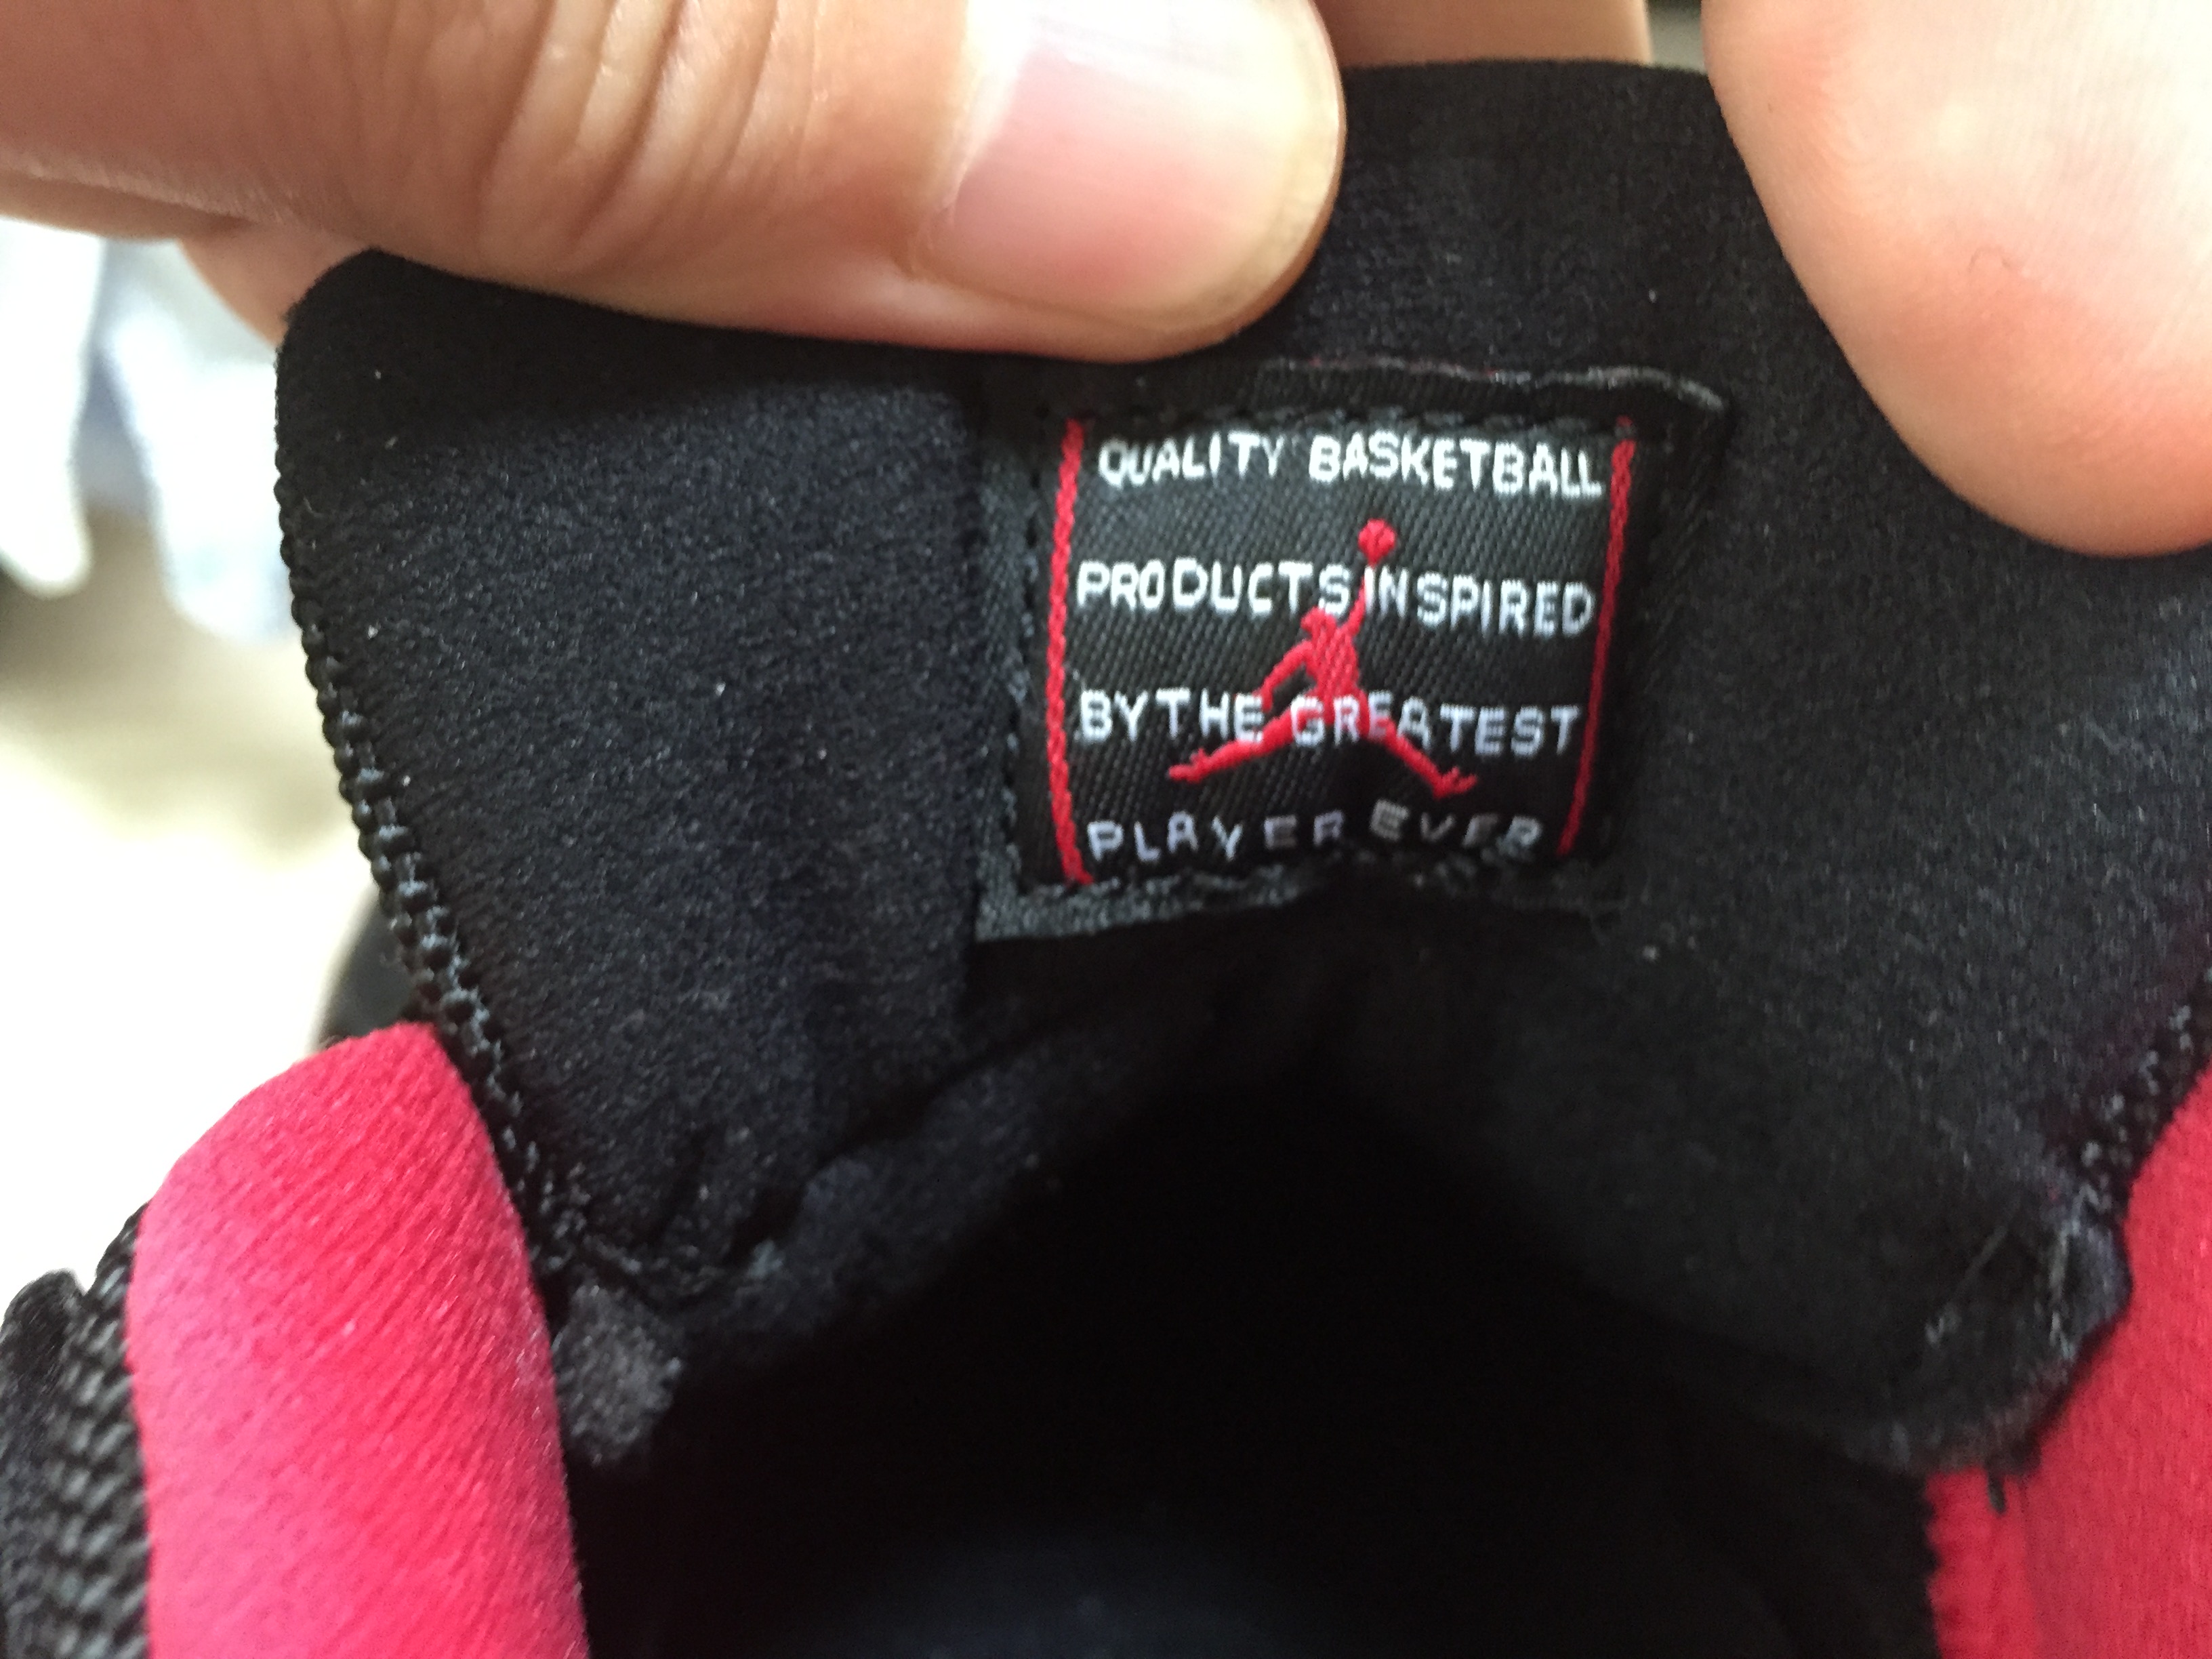 QUALITY BASKETBALL
PRODUCTS INSPIRED
BY THE GREATEST
PLAYER EVER